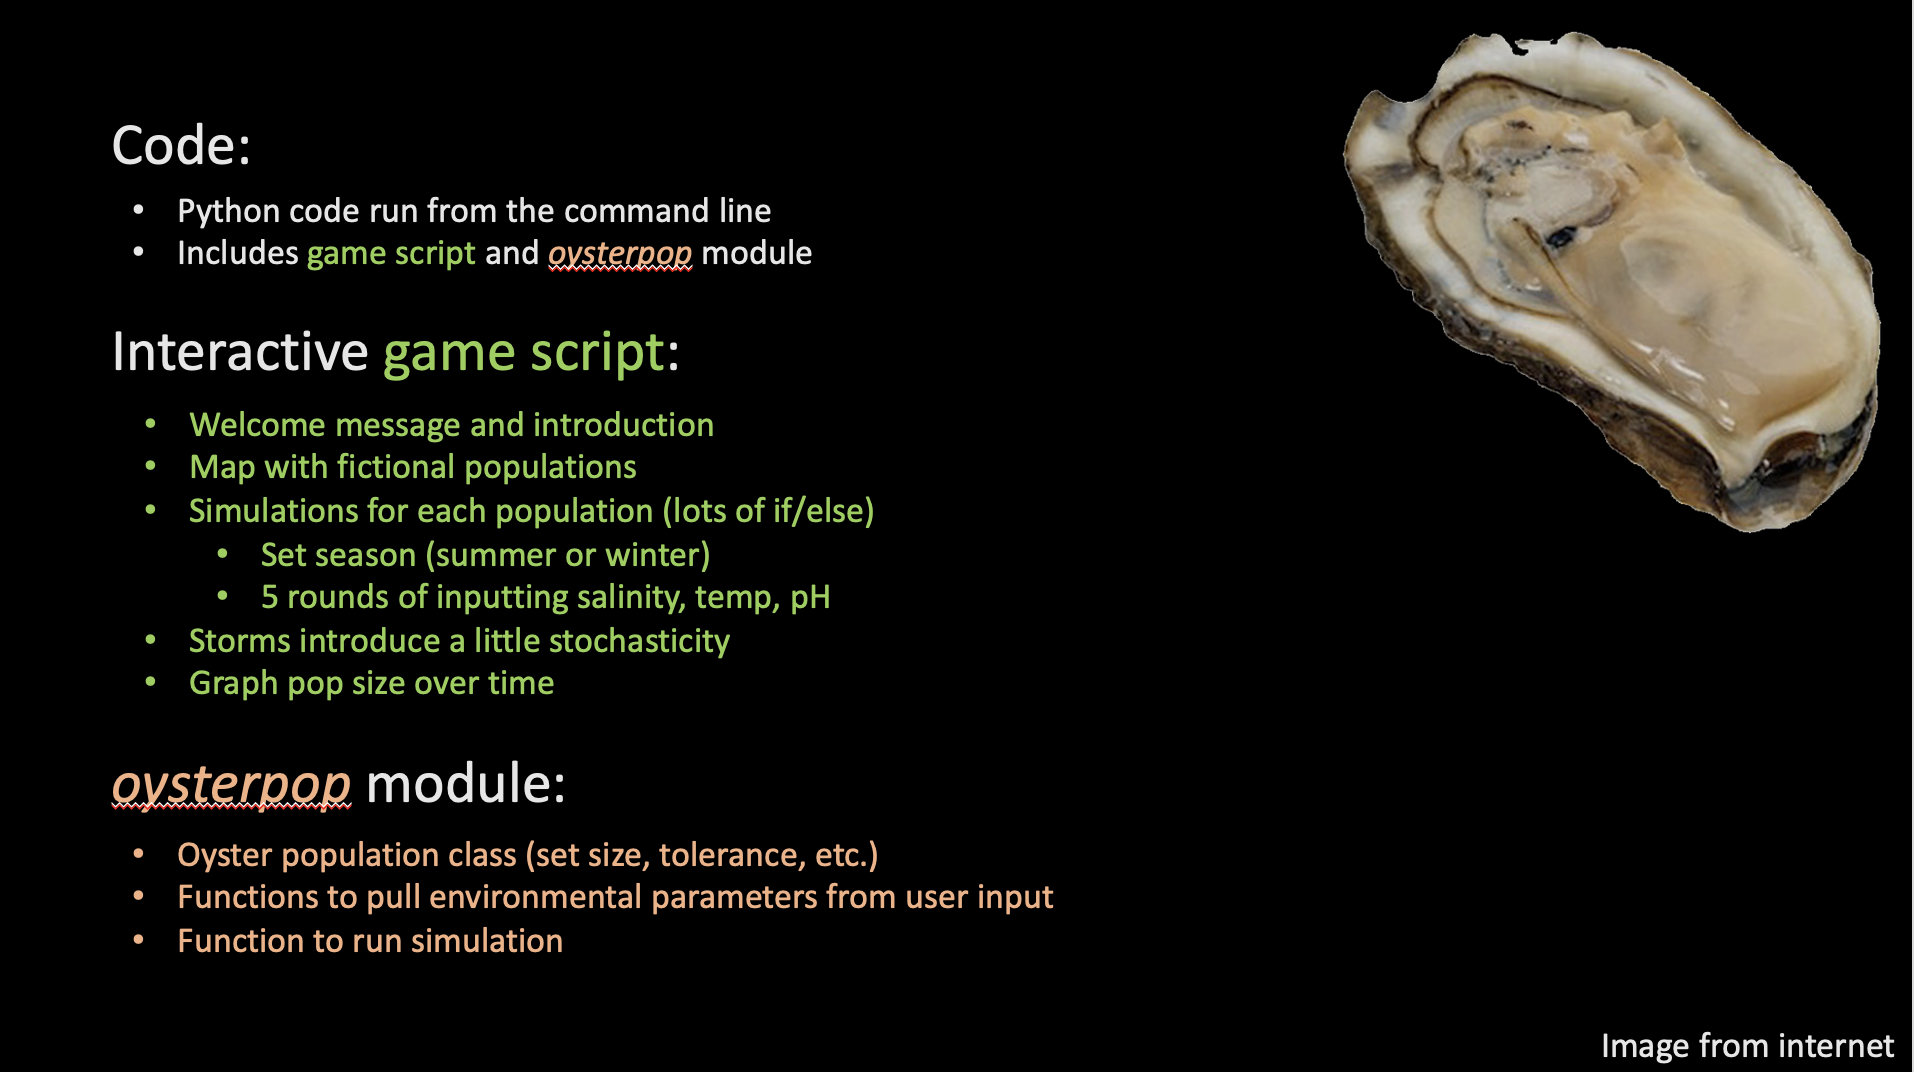 Code:
• Python code run from the command line
• Includes game script and oysterpop module
Interactive game script:
• Welcome message and introduction
• Map with fictional populations
• Simulations for each population (lots of if/else)
• Set season (summer or winter)
• 5 rounds of inputting salinity, temp, pH
• Storms introduce a little stochasticity
• Graph pop size over time
oysterpop module:
• Oyster population class (set size, tolerance, etc.)
• Functions to pull environmental parameters from user input
• Function to run simulation
Image from internet